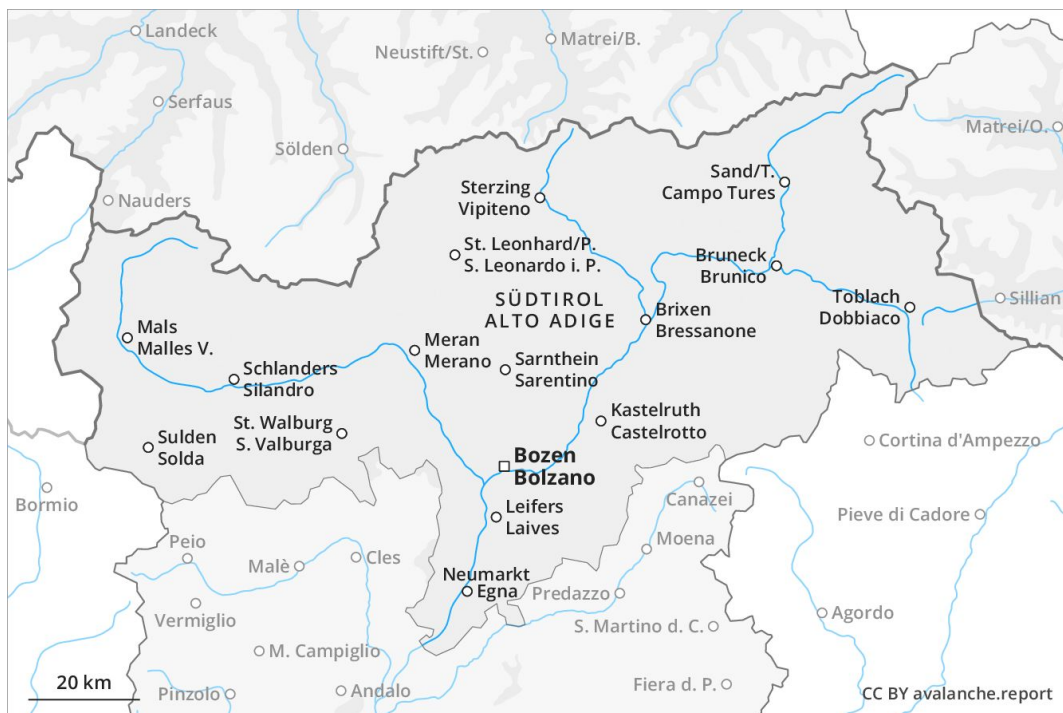 Landeck
Neustift/St.
Matrei/B.
Serfaus
Matrei/O.
Sölden
Sand/T.
Campo Tures
Sterzing
Vipiteno
Nauders
St. Leonhard/P.
S. Leonardo i. P.
Bruneck
Brunico
SÜDTIROL
ALTO ADIGE
Toblach
Dobbiaco
Sillian
Brixen
Bressanone
Mals
Malles V.
Meran
Merano
Sarnthein
Sarentino
Schlanders
Silandro
Kastelruth
Castelrotto
St. Walburg
S. Valburga
Sulden
Solda
Cortina d'Ampezzo
Bozen
Bolzano
Bormio
Canazei
Leifers
Laives
Pieve di Cadore
Moena
Peio
Malè
Cles
Neumarkt
Egna
Predazzo
Vermiglio
Agordo
S. Martino d. C.
M. Campiglio
20 km
Pinzolo
Andalo
Fiera d. P.
CC BY avalanche.report